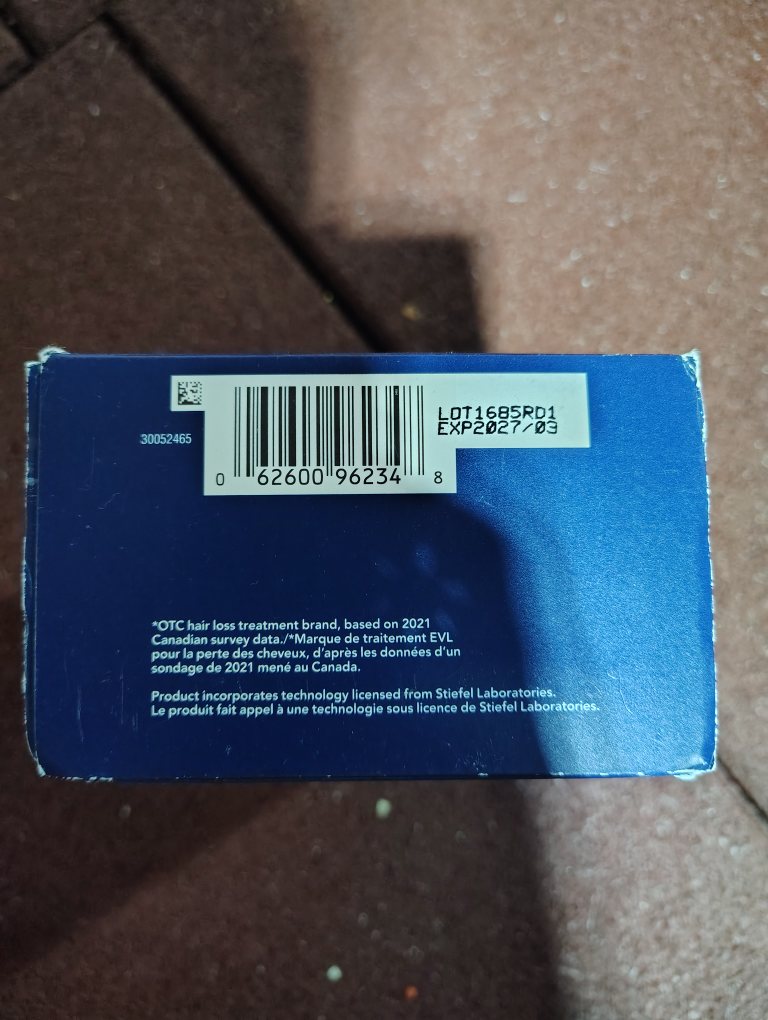 LOT1685RD1
EXP2027/03
30052465
0 62600 96234 8
*OTC hair loss treatment brand, based on 2021
Canadian survey data./*Marque de traitement EVL
pour la perte des cheveux, d'après les données d'un
sondage de 2021 mené au Canada.
Product incorporates technology licensed from Stiefel Laboratories.
Le produit fait appel à une technologie sous licence de Stiefel Laboratories.